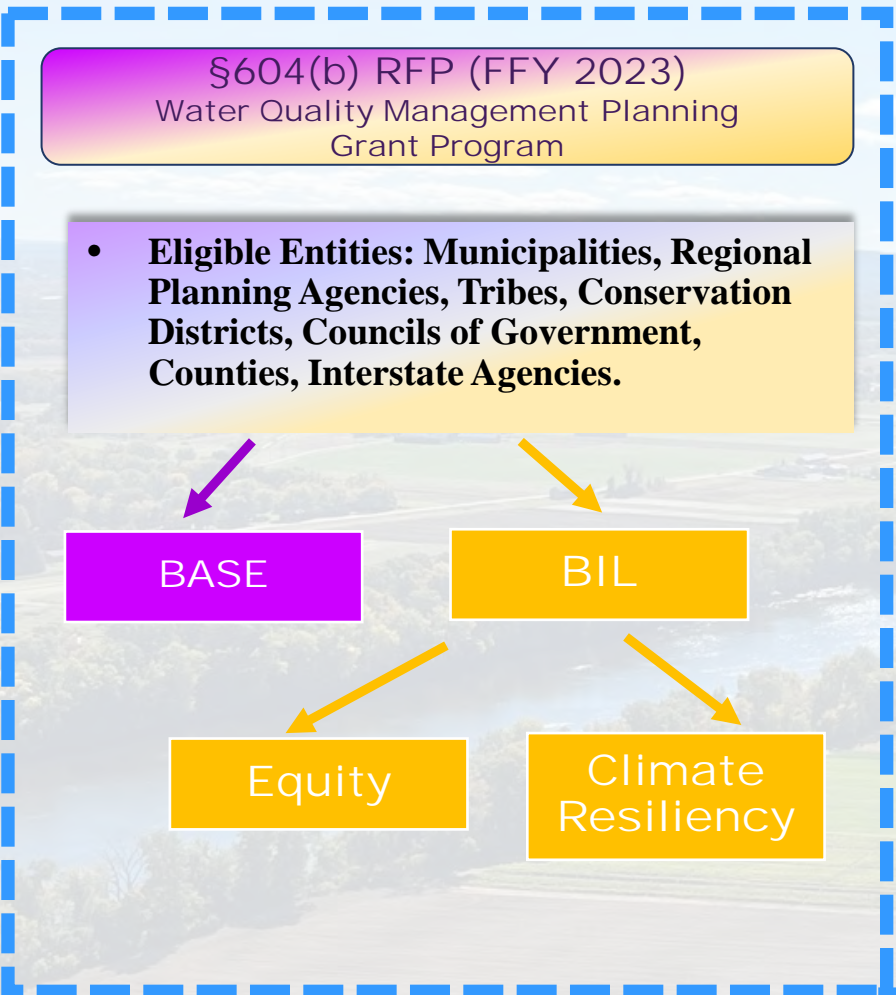 §604(b) RFP (FFY 2023)
Water Quality Management Planning
Grant Program
• Eligible Entities: Municipalities, Regional
Planning Agencies, Tribes, Conservation
Districts, Councils of Government,
Counties, Interstate Agencies.
BASE
BIL
Equity
Climate
Resiliency